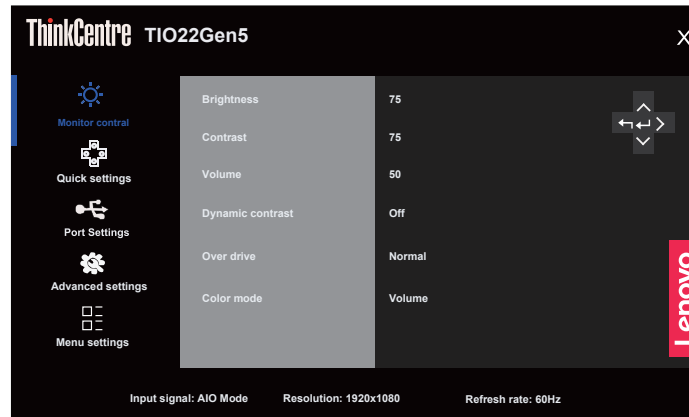 ThinkCentre TIO22Gen5 X
Monitor contral
Quick settings
Port Settings
Advanced settings
Menu settings
Brightness 75
Contrast 75
Volume 50
Dynamic contrast Off
Over drive Normal
Color mode Volume
Lenovo
Input signal: AIO Mode Resolution: 1920x1080 Refresh rate: 60Hz